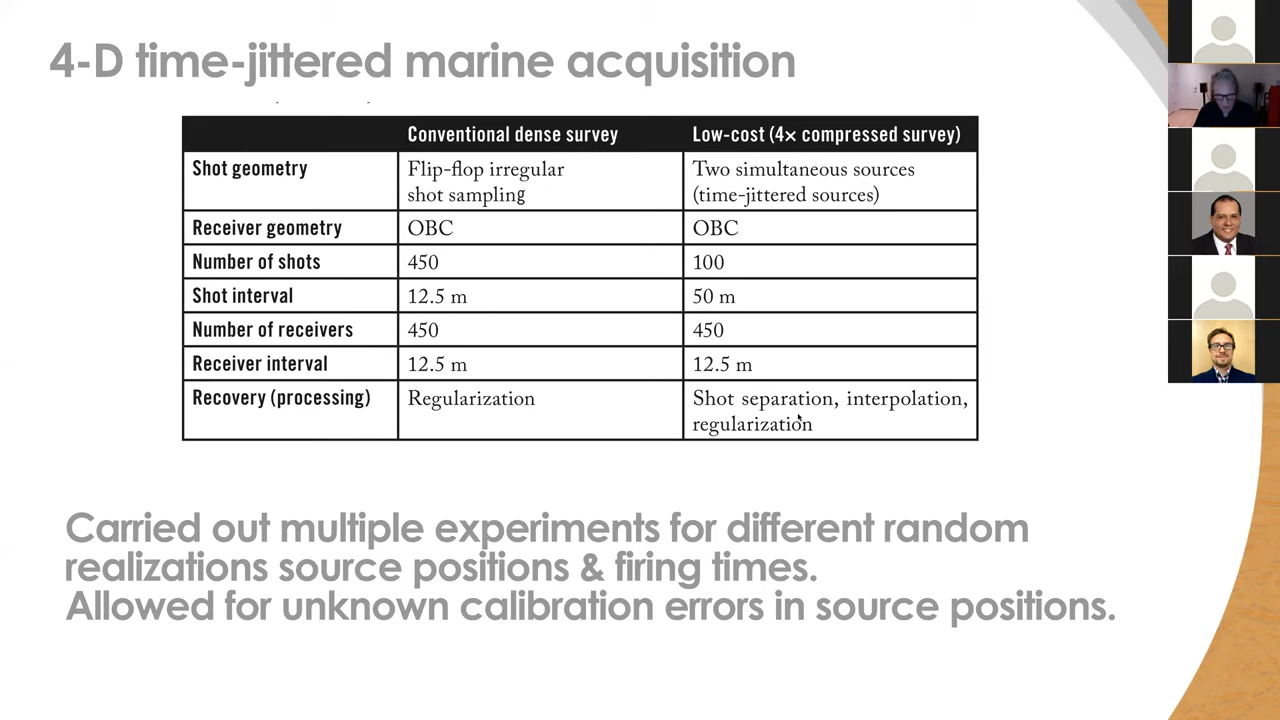 4-D time-jittered marine acquisition
Conventional dense survey Low-cost (4× compressed survey)
Shot geometry Flip-flop irregular Two simultaneous sources
shot sampling (time-jittered sources)
Receiver geometry OBC OBC
Number of shots 450 100
Shot interval 12.5 m 50 m
Number of receivers 450 450
Receiver interval 12.5 m 12.5 m
Recovery (processing) Regularization Shot separation, interpolation,
regularization
Carried out multiple experiments for different random
realizations source positions & firing times.
Allowed for unknown calibration errors in source positions.